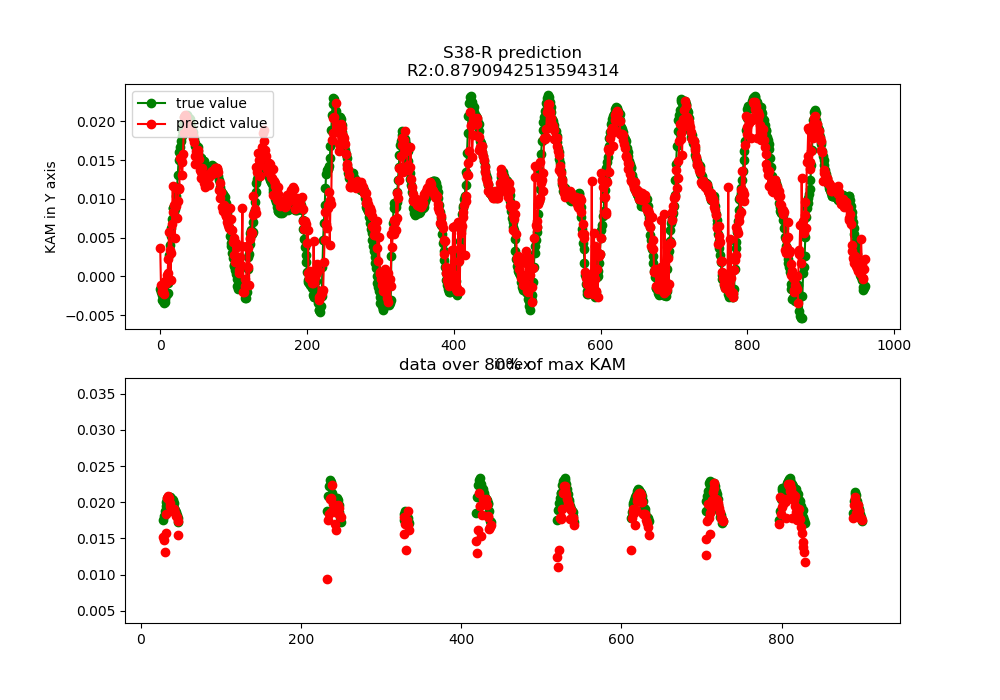 S38-R prediction
R2:0.8790942513594314
true value
predict value
KAM in Y axis
0.020
0.015
0.010
0.005
0.000
−0.005
0 200 400 600 800 1000
index
data over 80% of max KAM
0.035
0.030
0.025
0.020
0.015
0.010
0.005
0 200 400 600 800